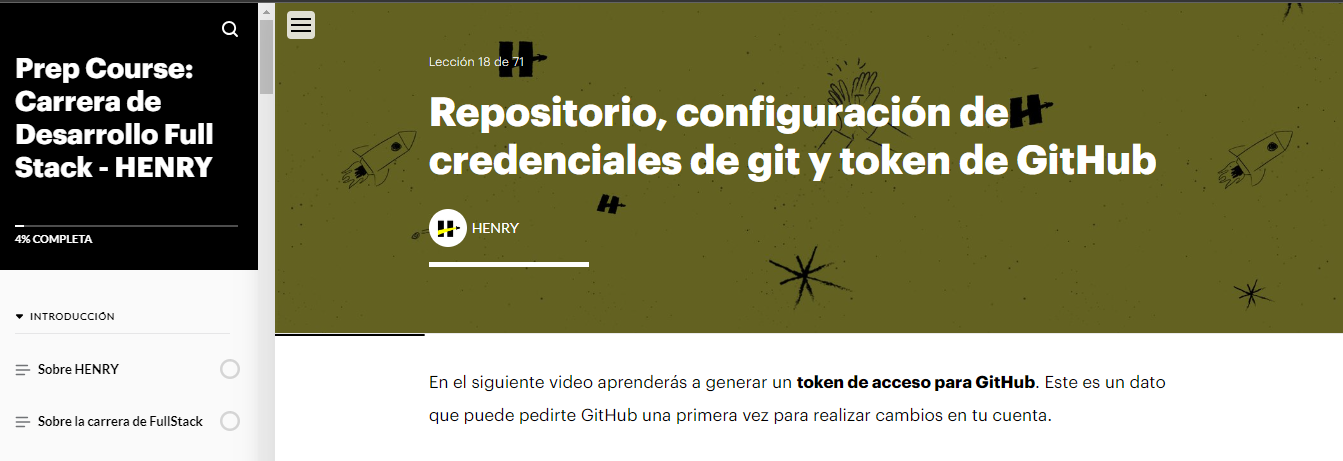 Prep Course:
Carrera de
Desarrollo Full
Stack - HENRY
4% COMPLETA
INTRODUCCIÓN
Sobre HENRY
Sobre la carrera de FullStack
Lección 18 de 71
Repositorio, configuración de
credenciales de git y token de GitHub
HENRY
En el siguiente video aprenderás a generar un token de acceso para GitHub. Este es un dato
que puede pedirte GitHub una primera vez para realizar cambios en tu cuenta.